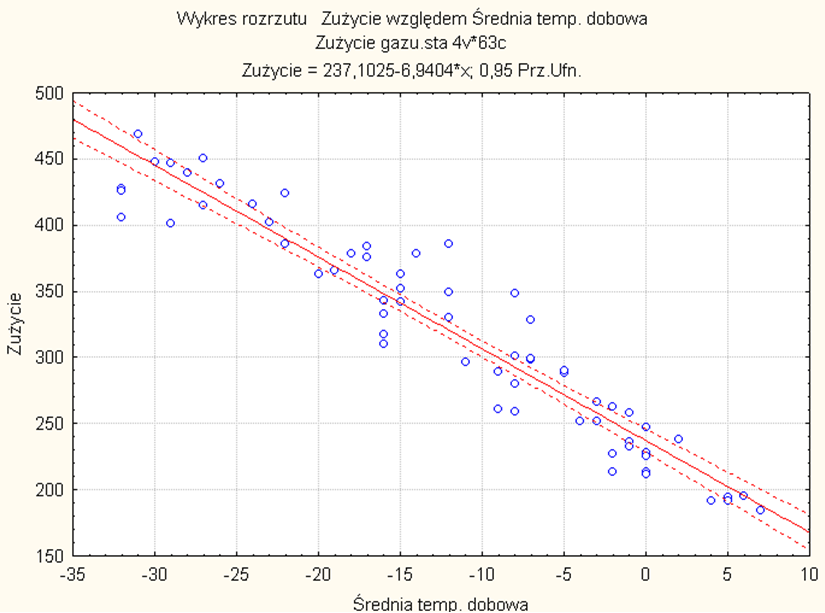 Wykres rozrzutu   Zużycie względem Średnia temp. dobowa
Zużycie gazu.sta 4v*63c
Zużycie = 237,1025-6,9404*x; 0,95 Prz.Ufn.
500
450
400
350
300
250
200
150
Zużycie
-35 -30 -25 -20 -15 -10 -5 0 5 10
Średnia temp. dobowa